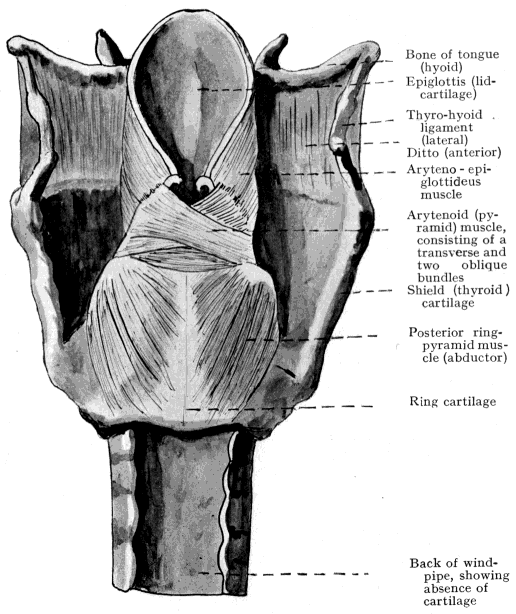 Bone of tongue
(hyoid)
Epiglottis (lid-
cartilage)
Thyro-hyoid .
ligament
(lateral)
Ditto (anterior)
Aryteno-epi-
glottideus
muscle
Arytenoid (py-
ramid) muscle,
consisting of a
transverse and
two oblique
bundles
Shield (thyroid)
cartilage
Posterior ring-
pyramid mus-
cle (abductor)
Ring cartilage
Back of wind-
pipe, showing
absence of
cartilage